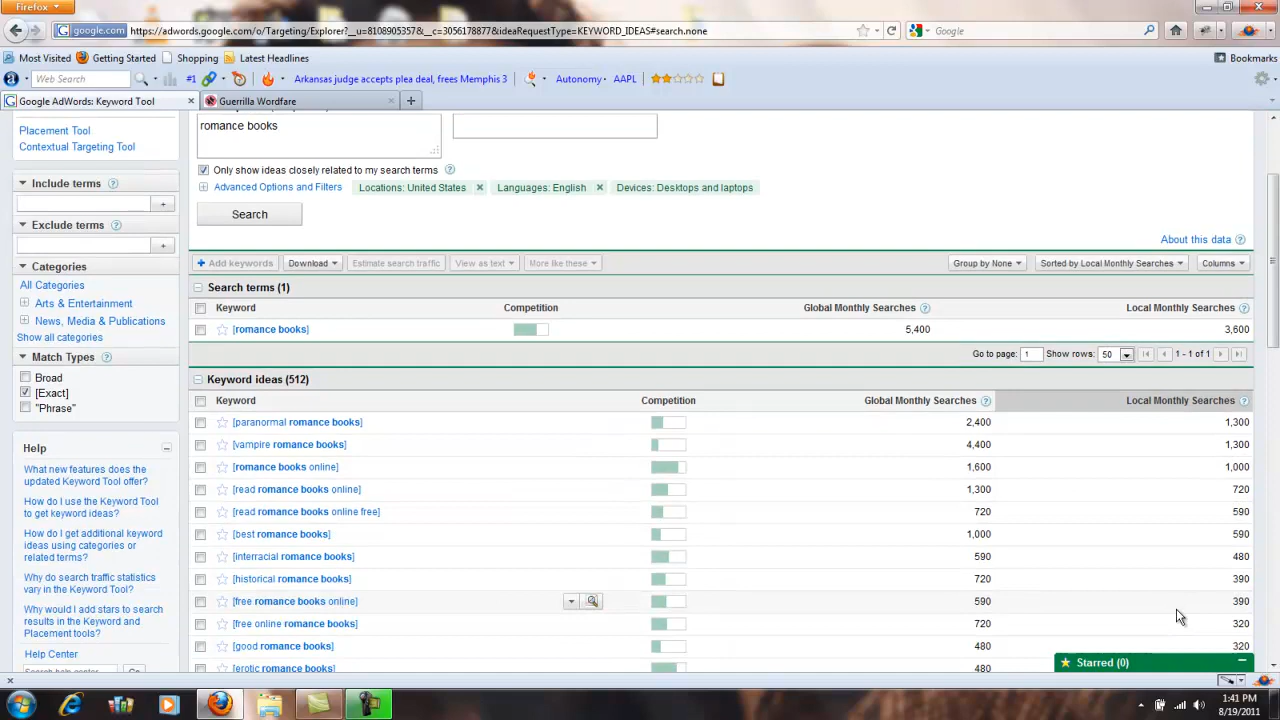 Firefox
google.com https://adwords.google.com/o/Targeting/Explorer?__u=8108905357&__c=3056178877&ideaRequestType=KEYWORD_IDEAS#search.none
Google
Most Visited Getting Started Shopping Latest Headlines Bookmarks
Web Search #1 Arkansas judge accepts plea deal, frees Memphis 3 Autonomy AAPL
Google AdWords: Keyword Tool Guerrilla Wordfare
Placement Tool
Contextual Targeting Tool
Include terms
Exclude terms
Categories
All Categories
Arts & Entertainment
News, Media & Publications
Show all categories
Match Types
Broad
[Exact]
"Phrase"
Help
What new features does the
updated Keyword Tool offer?
How do I use the Keyword Tool
to get keyword ideas?
How do I get additional keyword
ideas using categories or
related terms?
Why do search traffic statistics
vary in the Keyword Tool?
Why would I add stars to search
results in the Keyword and
Placement tools?
Help Center
Search help center Go
romance books
Only show ideas closely related to my search terms
Advanced Options and Filters Locations: United States Languages: English Devices: Desktops and laptops
Search
About this data
Add keywords Download Estimate search traffic View as text More like these Group by None Sorted by Local Monthly Searches Columns
Search terms (1)
Keyword Competition Global Monthly Searches Local Monthly Searches
[romance books] 5,400 3,600
Go to page: 1 Show rows: 50 1 - 1 of 1
Keyword ideas (512)
Keyword Competition Global Monthly Searches Local Monthly Searches
[paranormal romance books] 2,400 1,300
[vampire romance books] 4,400 1,300
[romance books online] 1,600 1,000
[read romance books online] 1,300 720
[read romance books online free] 720 590
[best romance books] 1,000 590
[interracial romance books] 590 480
[historical romance books] 720 390
[free romance books online] 590 390
[free online romance books] 720 320
[good romance books] 480 320
[erotic romance books] 480
Starred (0)
1:41 PM
8/19/2011